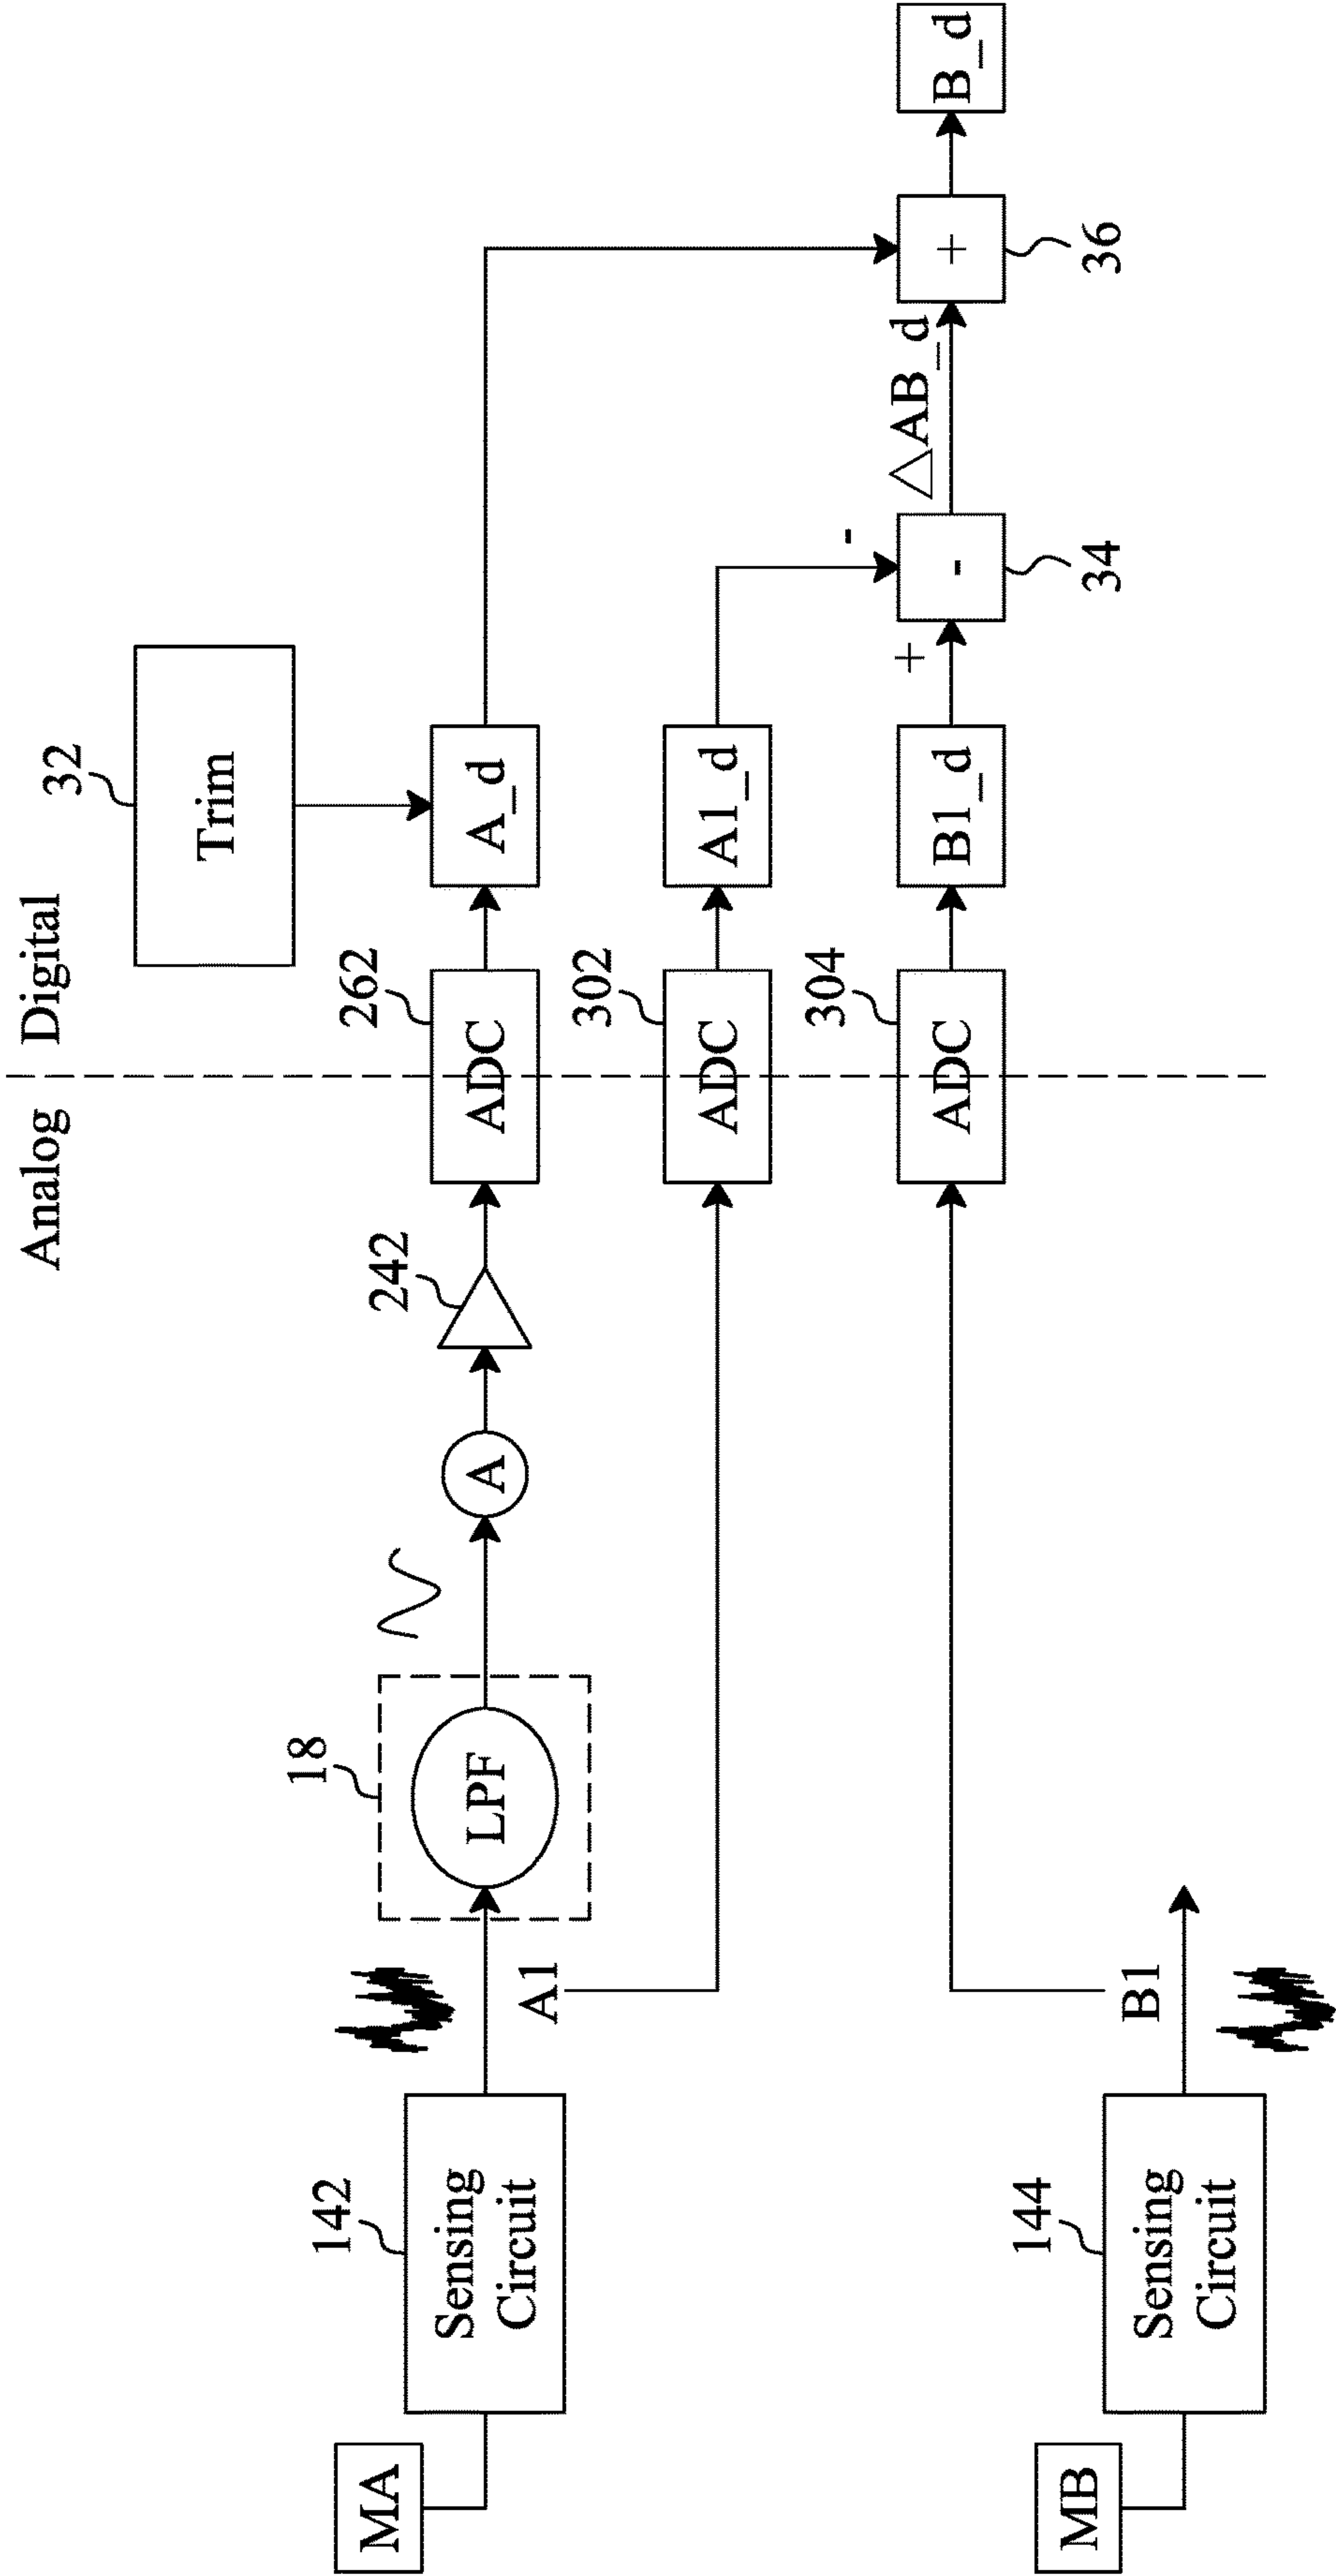 Analog
Digital
32
Trim
MA
142
Sensing
Circuit
A1
18
LPF
A
242
262
ADC
A_d
302
ADC
A1_d
-
304
ADC
B1_d
+
-
34
△AB_d
+
36
B_d
MB
144
Sensing
Circuit
B1